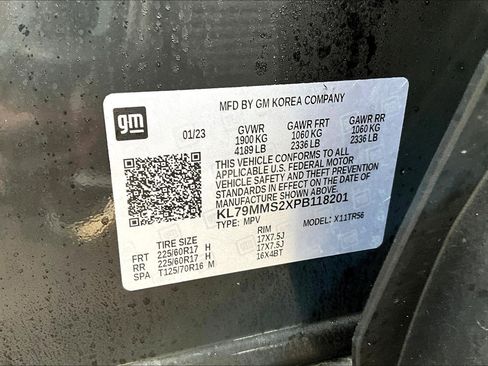 MFD BY GM KOREA COMPANY
gm
01/23 GVWR GAWR FRT GAWR RR
1900 KG 1060 KG 1060 KG
4189 LB 2336 LB 2336 LB
THIS VEHICLE CONFORMS TO ALL
APPLICABLE U.S. FEDERAL MOTOR
VEHICLE SAFETY AND THEFT PREVENTION
STANDARDS IN EFFECT ON THE DATE OF
MANUFACTURE SHOWN ABOVE.
KL79MMS2XPB118201
TYPE: MPV MODEL: X11TR56
TIRE SIZE RIM
FRT 225/60R17 H 17X7.5J
RR 225/60R17 H 17X7.5J
SPA T125/70R16 M 16X4BT